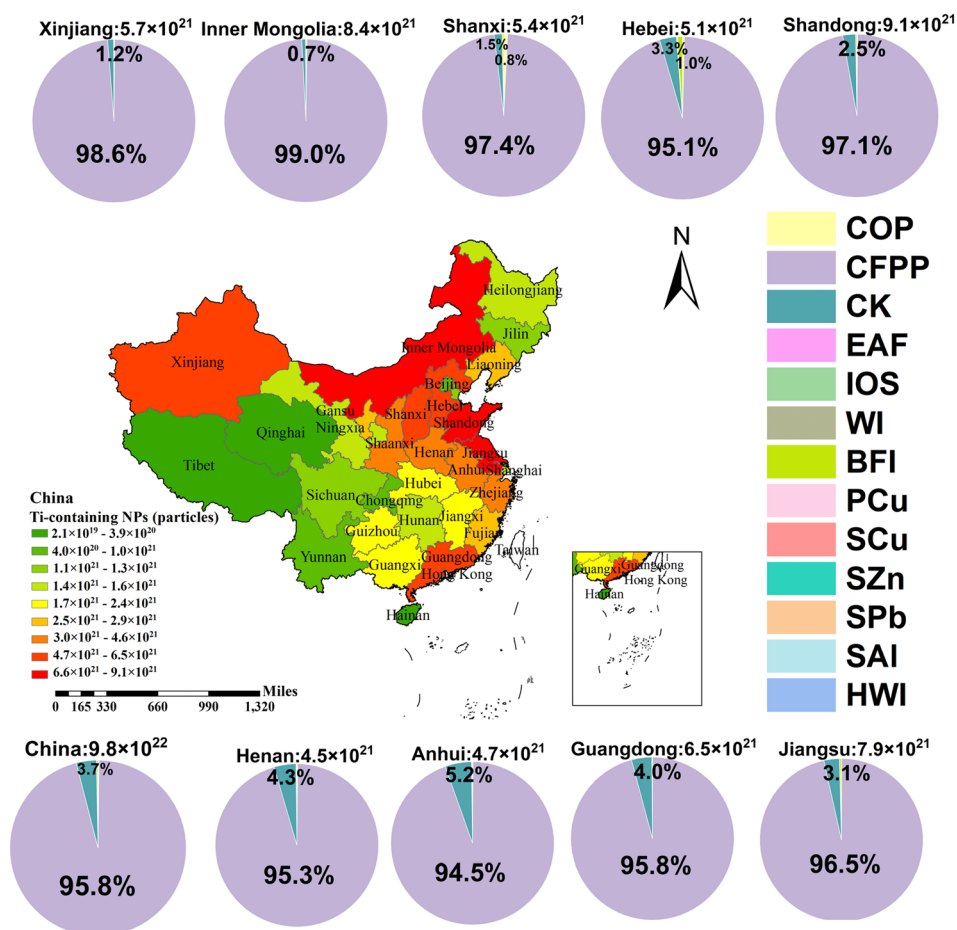 Xinjiang:5.7×10²¹
Inner Mongolia:8.4×10²¹
Shanxi:5.4×10²¹
Hebei:5.1×10²¹
Shandong:9.1×10²¹
1.2%
0.7%
1.5%
0.8%
3.3%
1.0%
2.5%
98.6%
99.0%
97.4%
95.1%
97.1%
N
COP
CFPP
CK
EAF
IOS
WI
BFI
PCu
SCu
SZn
SPb
SAl
HWI
Heilongjiang
Jilin
Inner Mongolia
Liaoning
Xinjiang
Beijing
Gansu
Shanxi
Hebei
Ningxia
Shandong
Qinghai
Shaanxi
Henan
Jiangxu
Tibet
Anhui
Shanghai
Hubei
Sichuan
Chongqing
Zhejiang
Hunan
Jiangxi
Guizhou
Fujian
Yunnan
Guangxi
Guangdong
Hong Kong
Taiwan
Hainan
Guangxi
Guangdong
Hong Kong
Hainan
China
Ti-containing NPs (particles)
2.1×10¹⁹ - 3.9×10²⁰
4.0×10²⁰ - 1.0×10²¹
1.1×10²¹ - 1.3×10²¹
1.4×10²¹ - 1.6×10²¹
1.7×10²¹ - 2.4×10²¹
2.5×10²¹ - 2.9×10²¹
3.0×10²¹ - 4.6×10²¹
4.7×10²¹ - 6.5×10²¹
6.6×10²¹ - 9.1×10²¹
Miles
0 165 330 660 990 1,320
China:9.8×10²²
Henan:4.5×10²¹
Anhui:4.7×10²¹
Guangdong:6.5×10²¹
Jiangsu:7.9×10²¹
3.7%
4.3%
5.2%
4.0%
3.1%
95.8%
95.3%
94.5%
95.8%
96.5%